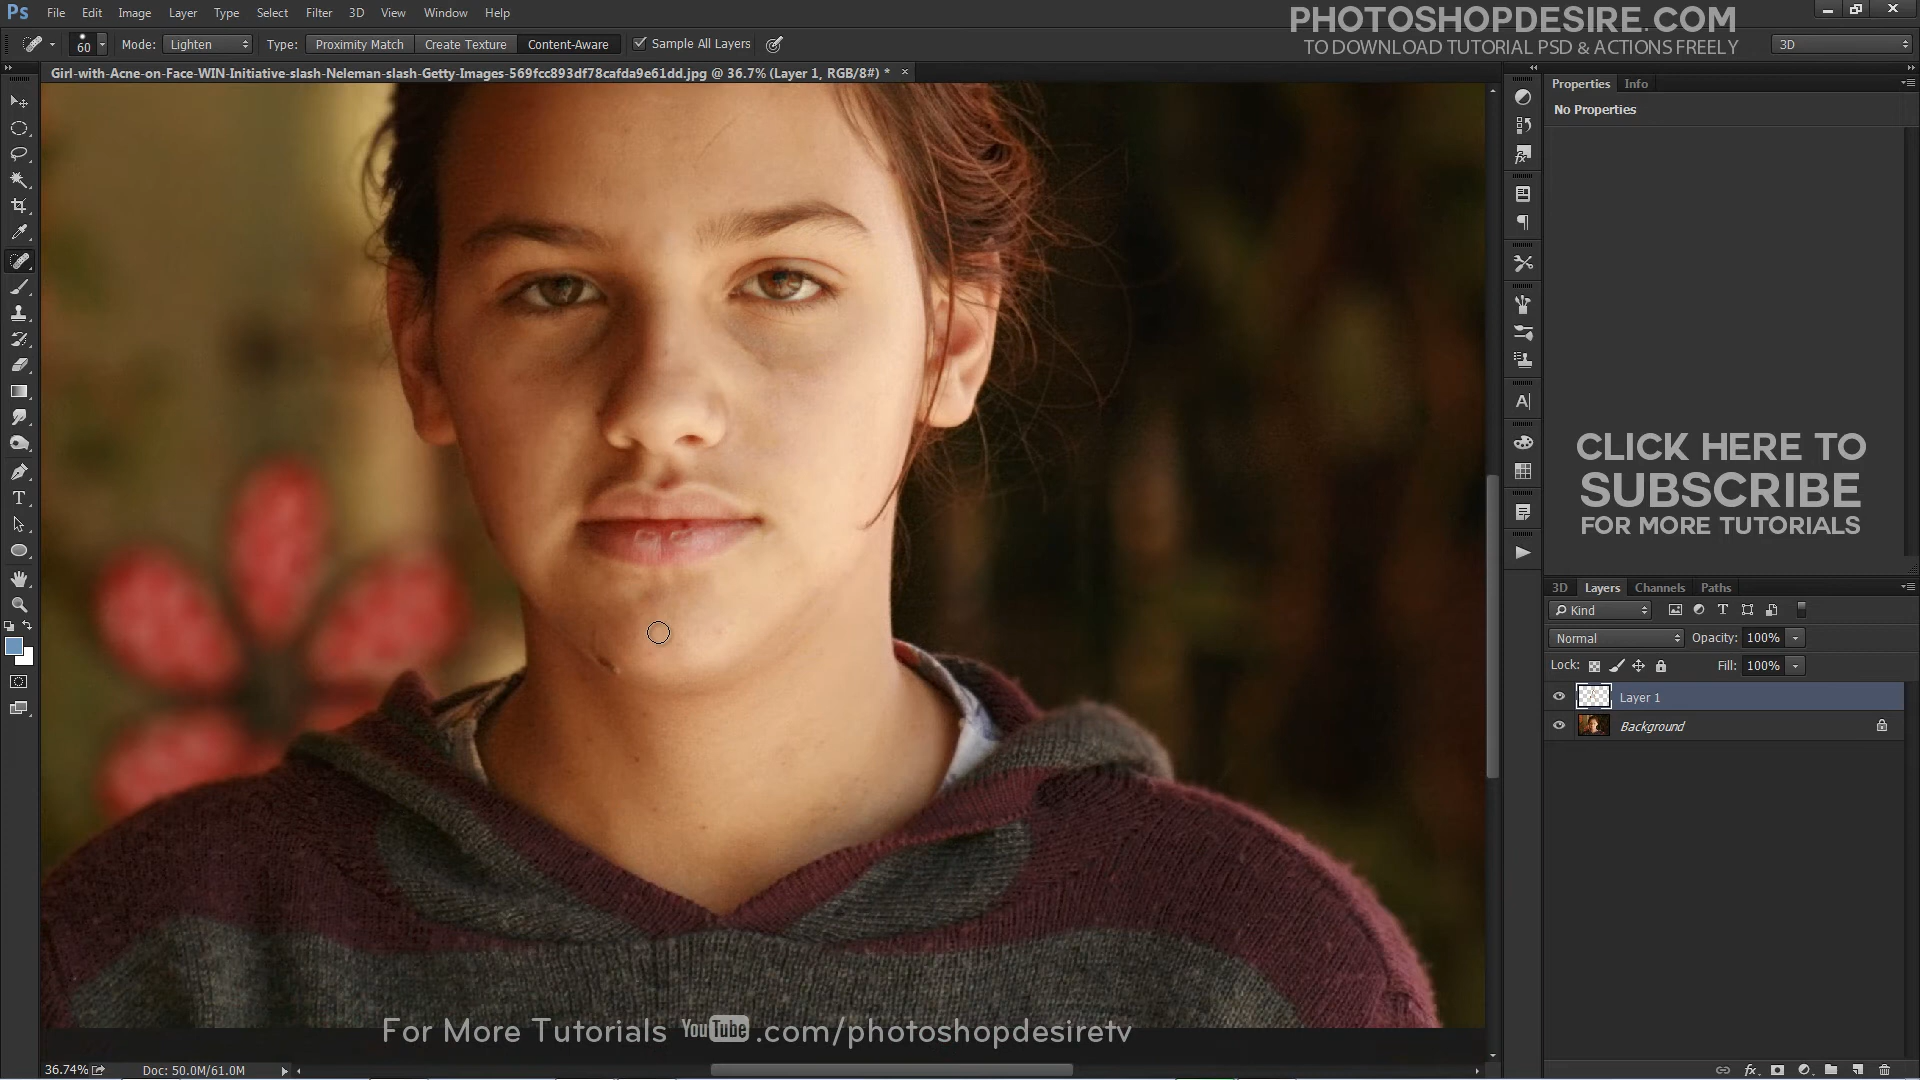 Ps File Edit Image Layer Type Select Filter 3D View Window Help
PHOTOSHOPDESIRE.COM
TO DOWNLOAD TUTORIAL PSD & ACTIONS FREELY
60 Mode: Lighten Type: Proximity Match Create Texture Content-Aware Sample All Layers 3D
Girl-with-Acne-on-Face-WIN-Initiative-slash-Neleman-slash-Getty-Images-569fcc893df78cafda9e61dd.jpg @ 36.7% (Layer 1, RGB/8#) * ×
Properties Info
No Properties
CLICK HERE TO
SUBSCRIBE
FOR MORE TUTORIALS
3D Layers Channels Paths
Kind
Normal Opacity: 100%
Lock: Fill: 100%
Layer 1
Background
For More Tutorials YouTube .com/photoshopdesiretv
36.74% Doc: 50.0M/61.0M